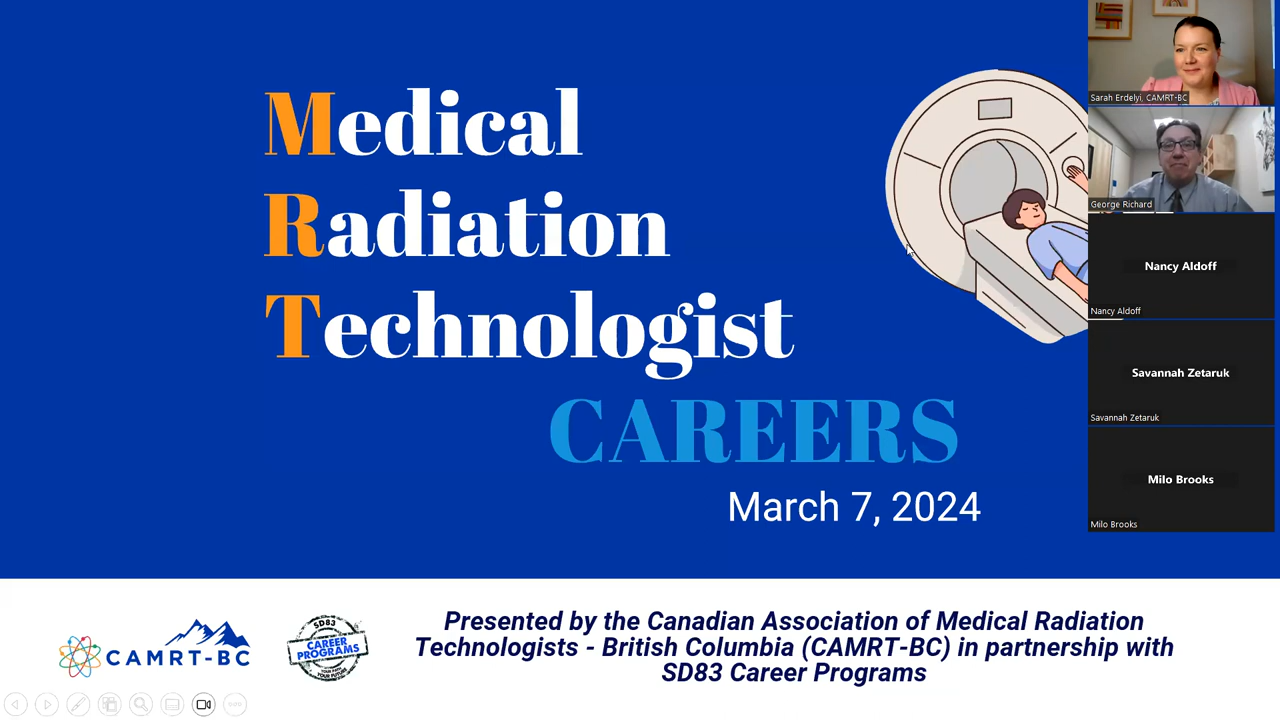 Medical
Radiation
Technologist
CAREERS
March 7, 2024
Sarah Erdelyi, CAMRT-BC
George Richard
Nancy Aldoff
Nancy Aldoff
Savannah Zetaruk
Savannah Zetaruk
Milo Brooks
Milo Brooks
CAMRT-BC
SD83
CAREER
PROGRAMS
Presented by the Canadian Association of Medical Radiation
Technologists - British Columbia (CAMRT-BC) in partnership with
SD83 Career Programs